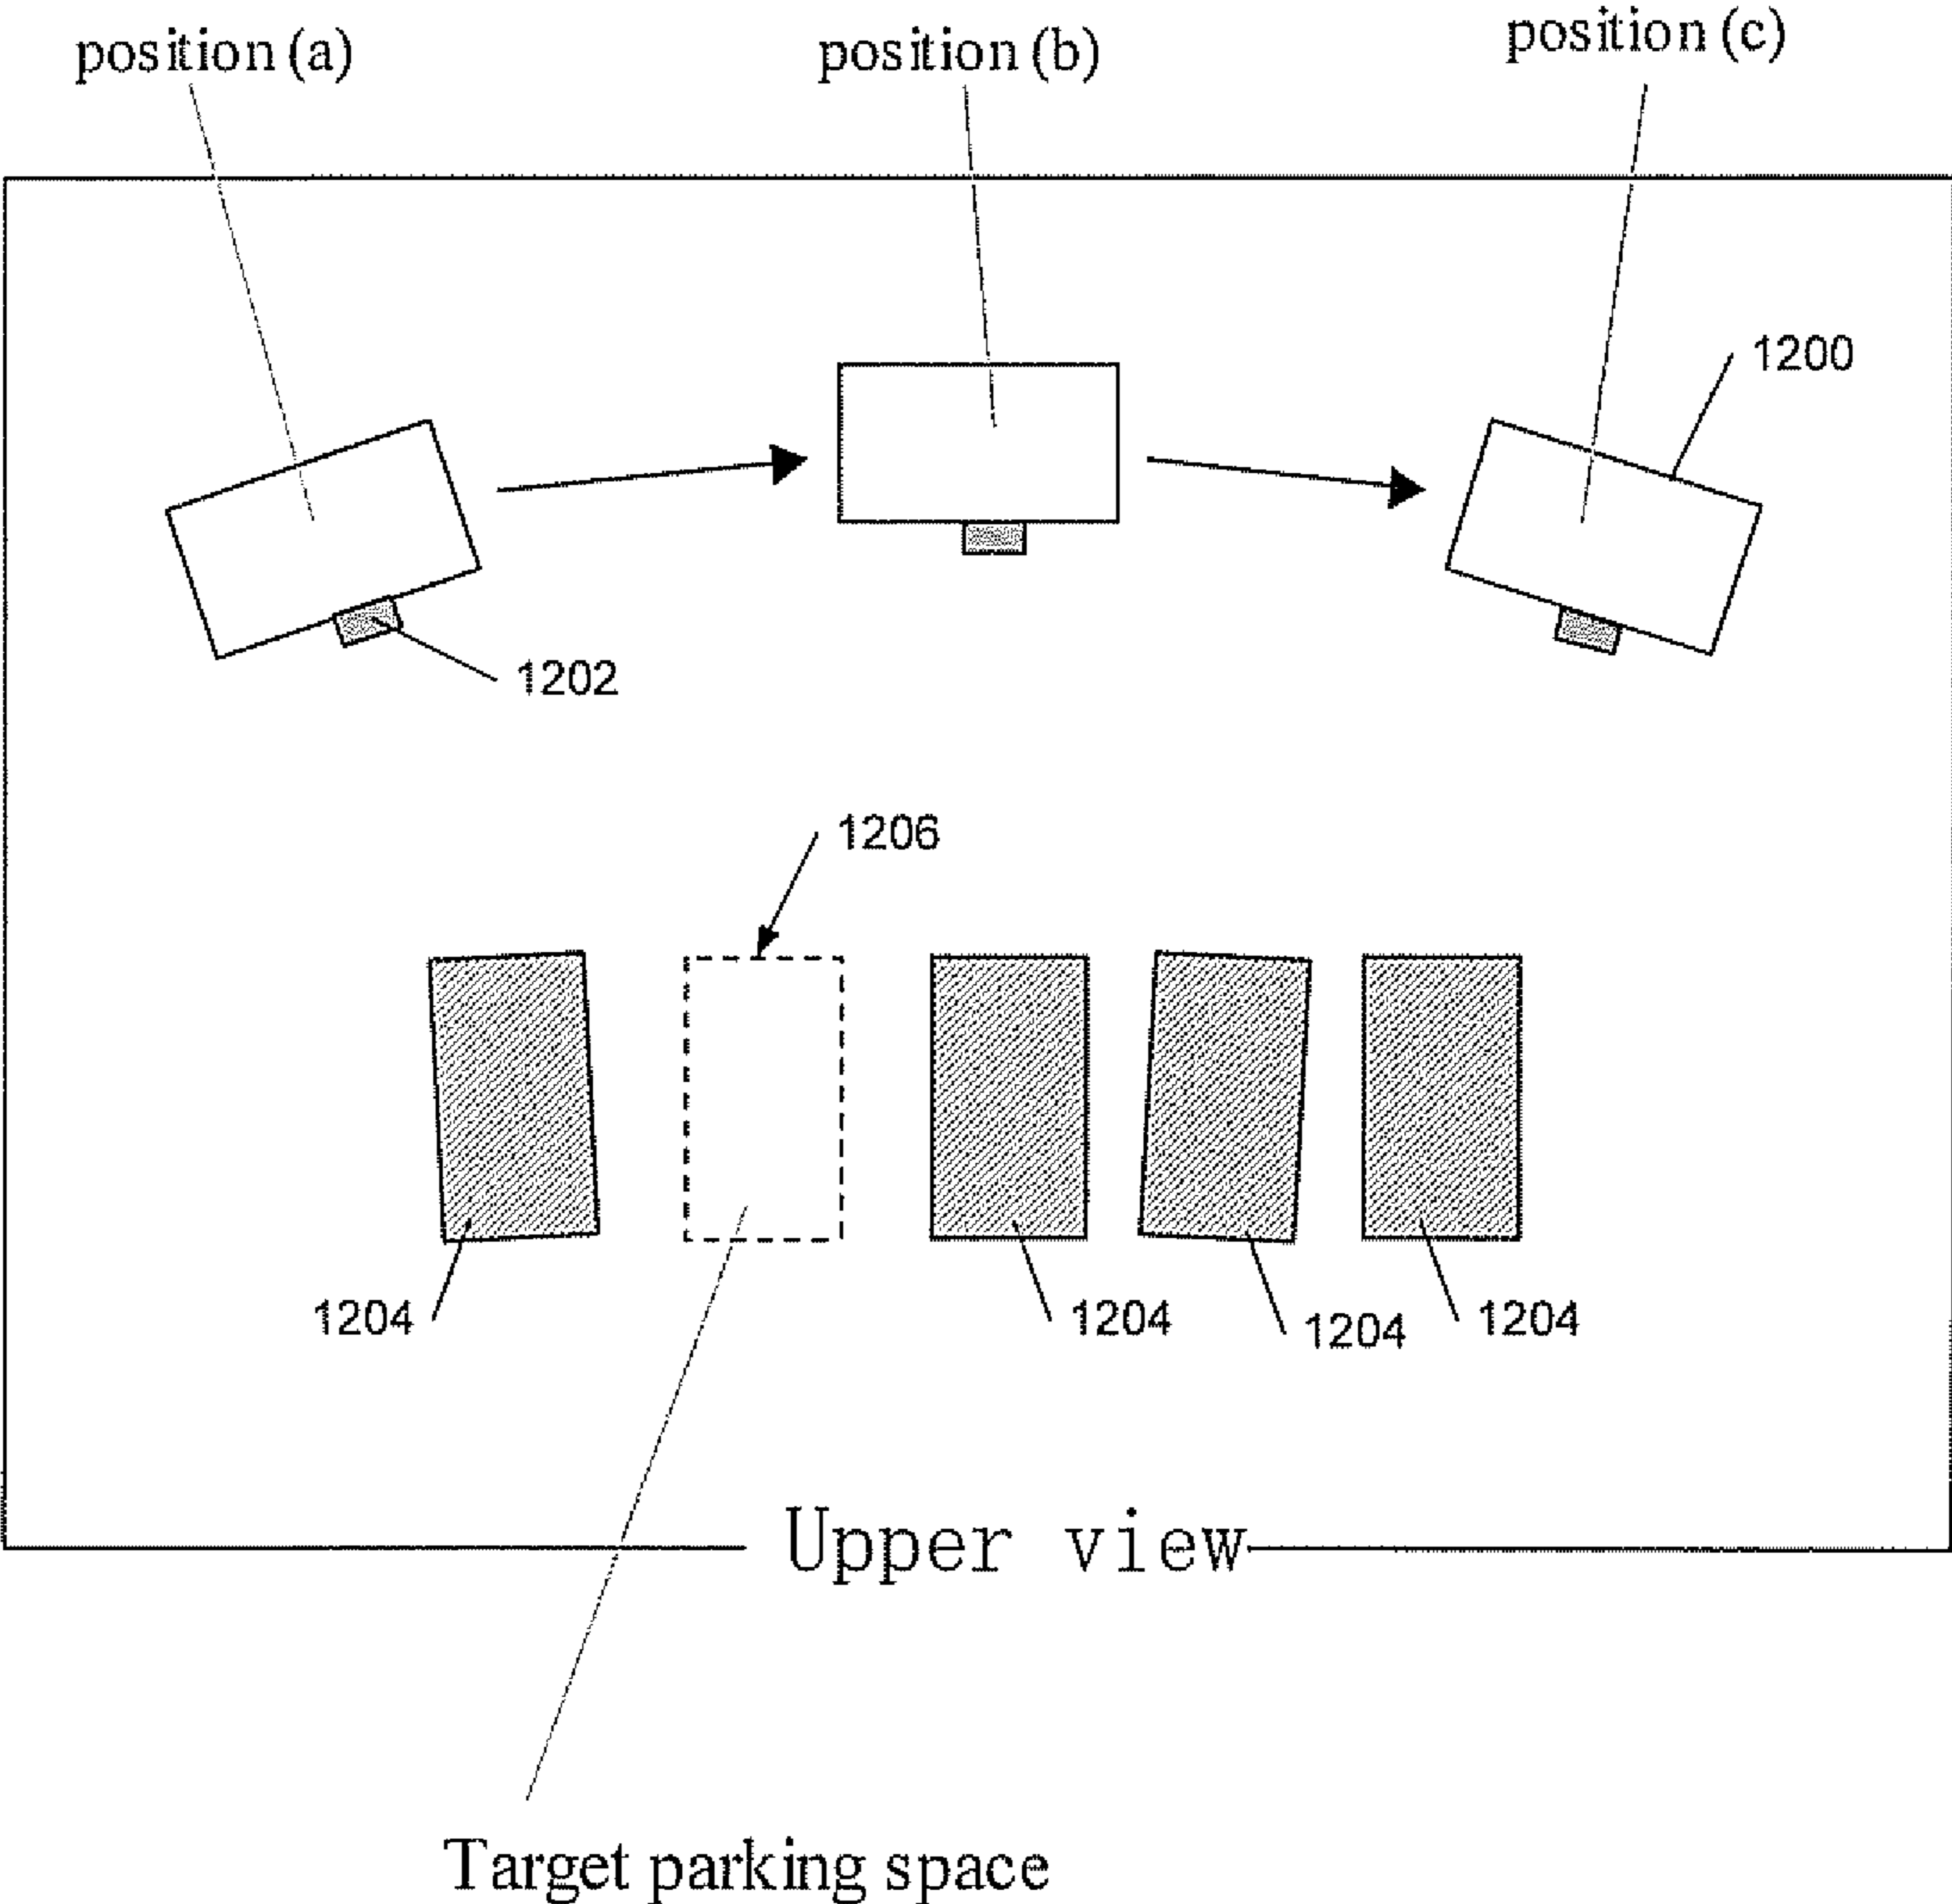 position (a)
position (b)
position (c)
1200
1202
1206
1204
1204
1204
1204
Upper view
Target parking space